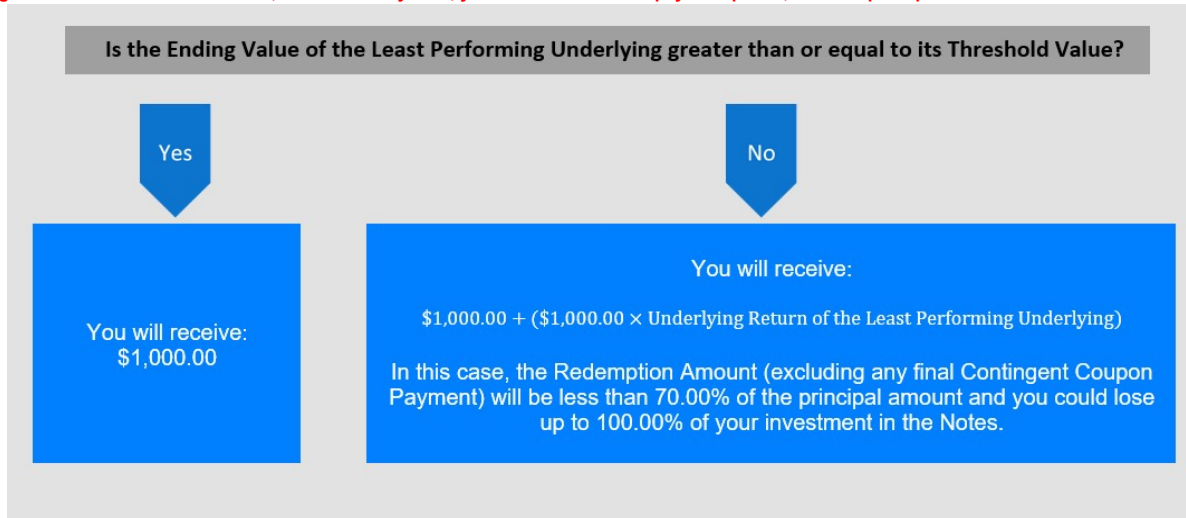 Is the Ending Value of the Least Performing Underlying greater than or equal to its Threshold Value?
Yes
No
You will receive:
$1,000.00
You will receive:
$1,000.00 + ($1,000.00 × Underlying Return of the Least Performing Underlying)
In this case, the Redemption Amount (excluding any final Contingent Coupon
Payment) will be less than 70.00% of the principal amount and you could lose
up to 100.00% of your investment in the Notes.